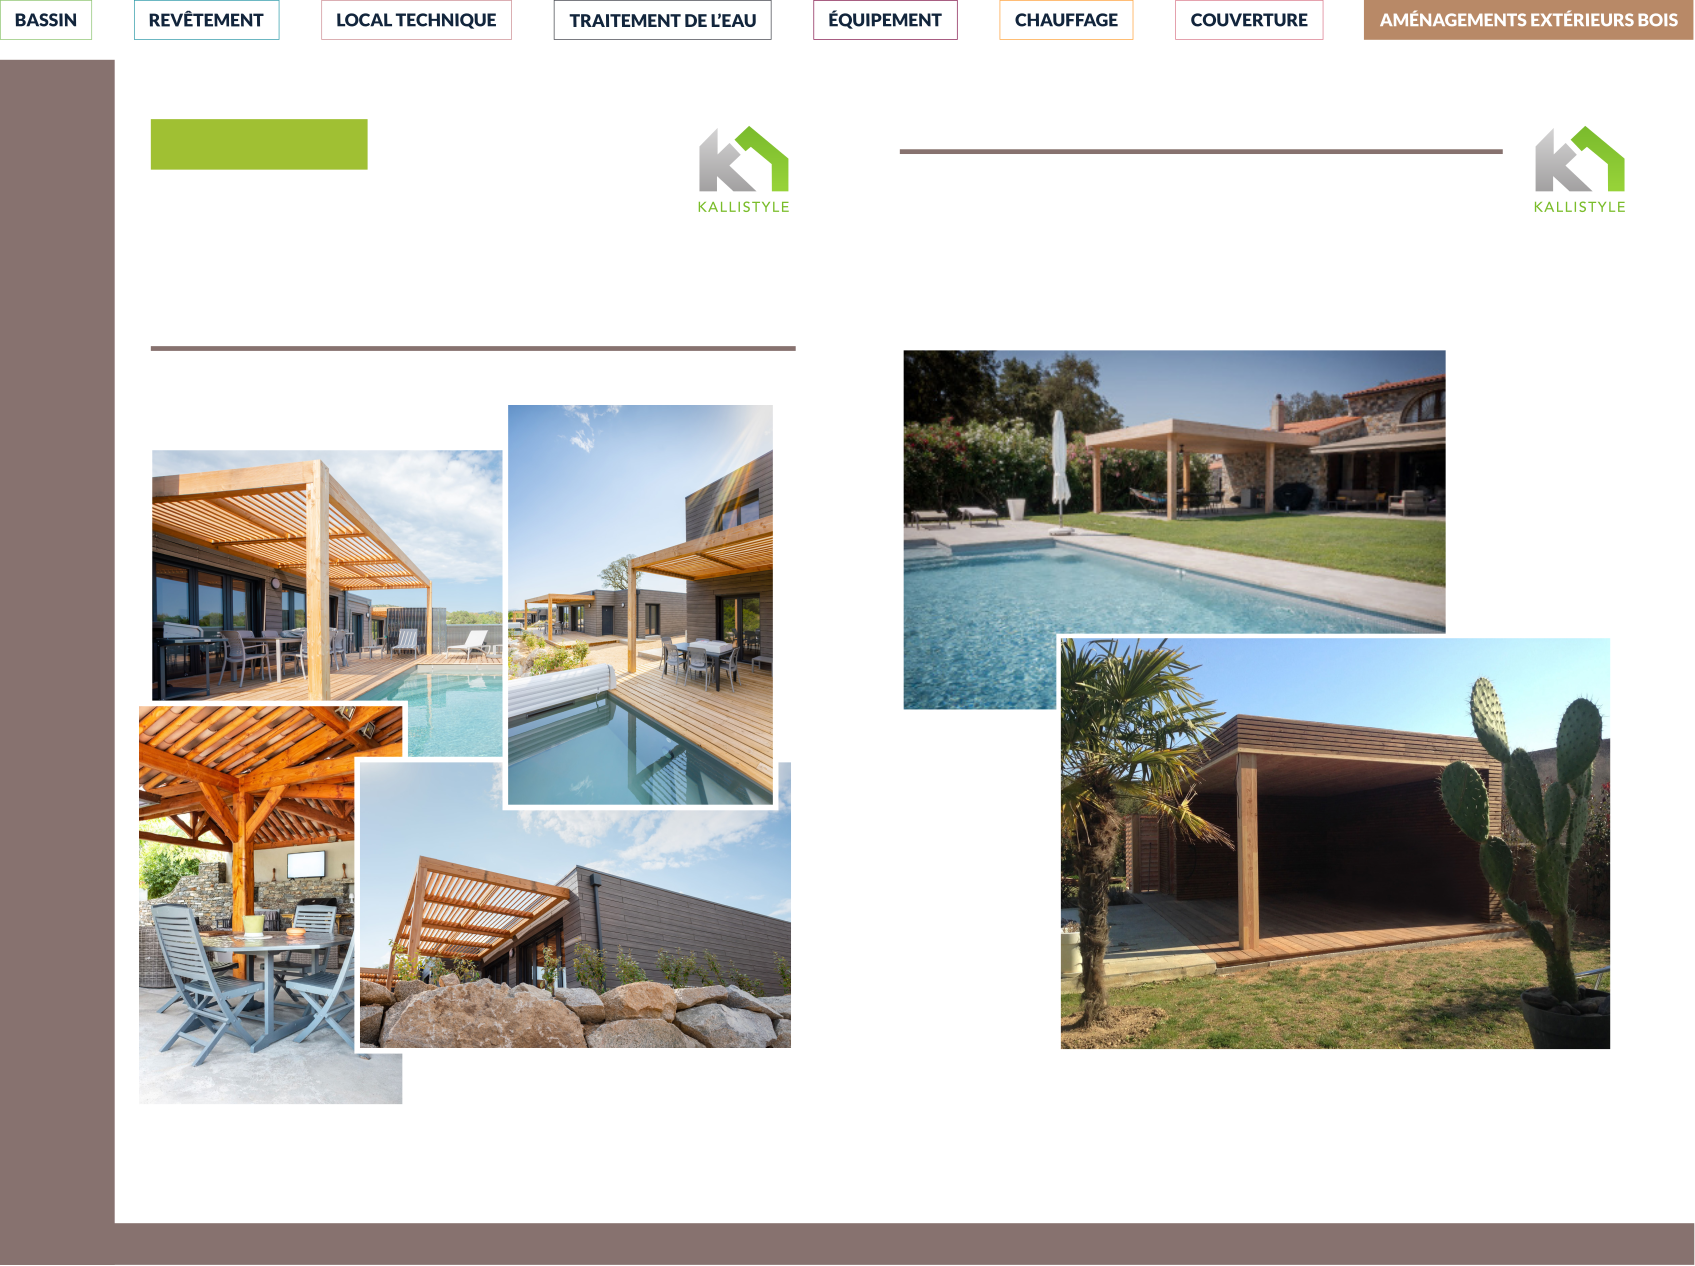 BASSIN
REVÊTEMENT
LOCAL TECHNIQUE
TRAITEMENT DE L'EAU
ÉQUIPEMENT
CHAUFFAGE
COUVERTURE
AMÉNAGEMENTS EXTÉRIEURS BOIS
KALLISTYLE
KALLISTYLE